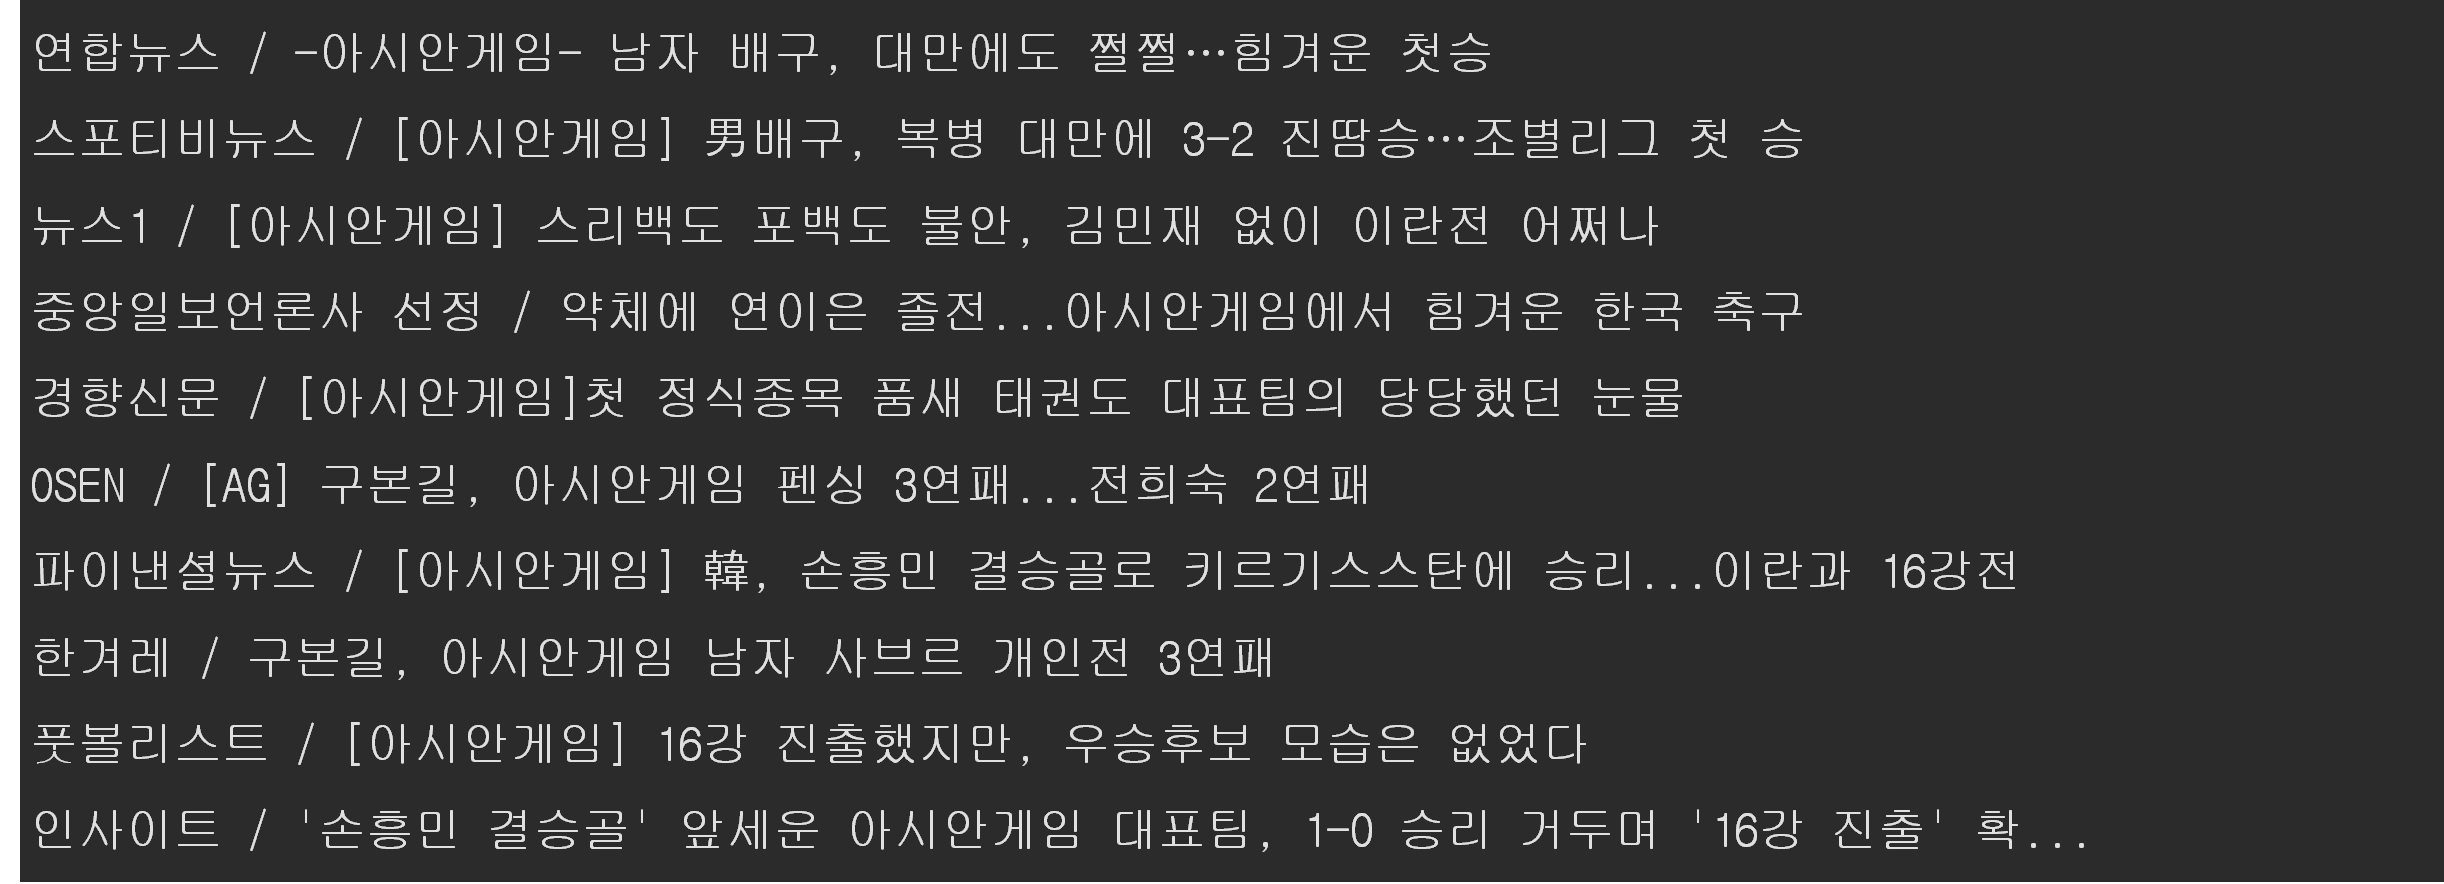 연합뉴스 / -아시안게임- 남자 배구, 대만에도 쩔쩔…힘겨운 첫승
스포티비뉴스 / [아시안게임] 男배구, 복병 대만에 3-2 진땀승…조별리그 첫 승
뉴스1 / [아시안게임] 스리백도 포백도 불안, 김민재 없이 이란전 어쩌나
중앙일보언론사 선정 / 약체에 연이은 졸전...아시안게임에서 힘겨운 한국 축구
경향신문 / [아시안게임]첫 정식종목 품새 태권도 대표팀의 당당했던 눈물
OSEN / [AG] 구본길, 아시안게임 펜싱 3연패...전희숙 2연패
파이낸셜뉴스 / [아시안게임] 韓, 손흥민 결승골로 키르기스스탄에 승리...이란과 16강전
한겨레 / 구본길, 아시안게임 남자 사브르 개인전 3연패
풋볼리스트 / [아시안게임] 16강 진출했지만, 우승후보 모습은 없었다
인사이트 / '손흥민 결승골' 앞세운 아시안게임 대표팀, 1-0 승리 거두며 '16강 진출' 확...